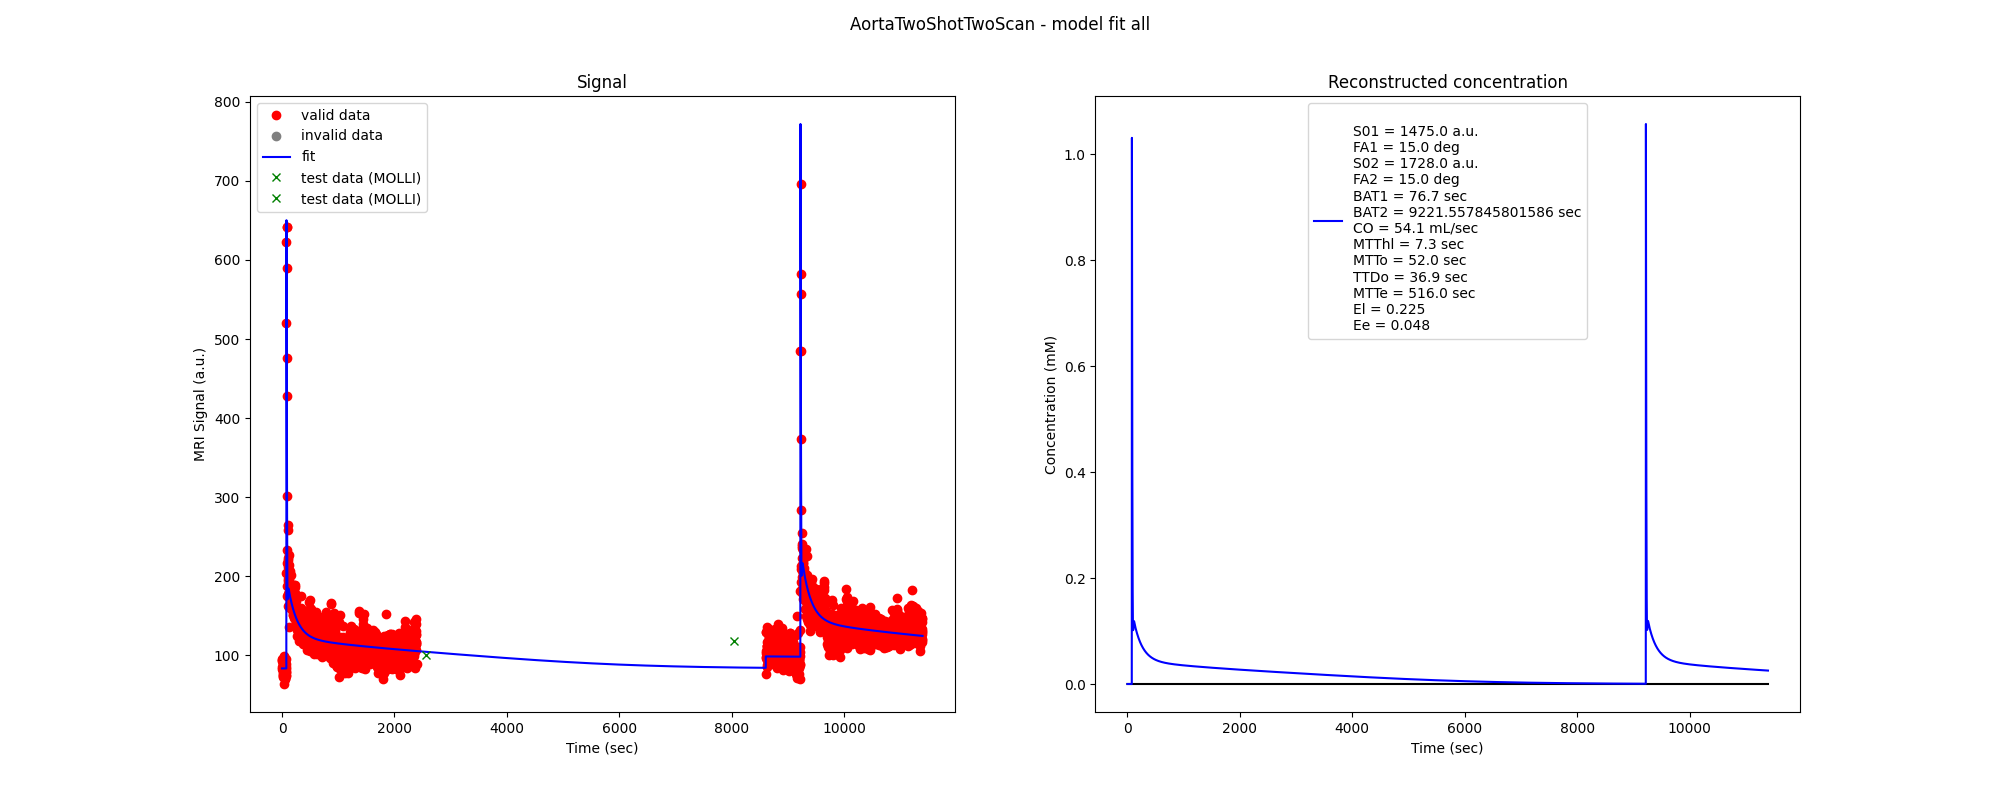 AortaTwoShotTwoScan - model fit all
Signal
MRI Signal (a.u.)
800
700
600
500
400
300
200
100
valid data
invalid data
fit
test data (MOLLI)
test data (MOLLI)
0 2000 4000 6000 8000 10000
Time (sec)
Reconstructed concentration
Concentration (mM)
1.0
0.8
0.6
0.4
0.2
0.0
S01 = 1475.0 a.u.
FA1 = 15.0 deg
S02 = 1728.0 a.u.
FA2 = 15.0 deg
BAT1 = 76.7 sec
BAT2 = 9221.557845801586 sec
CO = 54.1 mL/sec
MTThl = 7.3 sec
MTTo = 52.0 sec
TTDo = 36.9 sec
MTTe = 516.0 sec
El = 0.225
Ee = 0.048
0 2000 4000 6000 8000 10000
Time (sec)